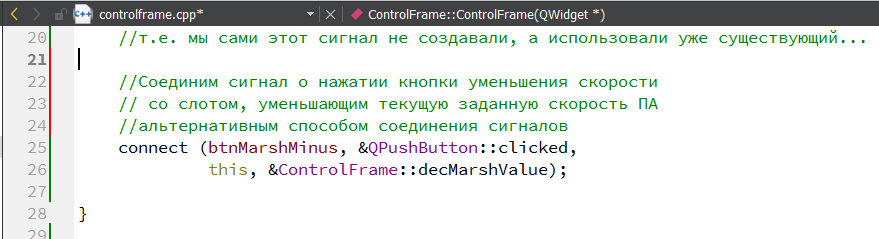 controlframe.cpp* ControlFrame::ControlFrame(QWidget *)
20 //т.е. мы сами этот сигнал не создавали, а использовали уже существующий...
21
22 //Соединим сигнал о нажатии кнопки уменьшения скорости
23 // со слотом, уменьшающим текущую заданную скорость ПА
24 //альтернативным способом соединения сигналов
25 connect (btnMarshMinus, &QPushButton::clicked,
26 this, &ControlFrame::decMarshValue);
27
28 }
29